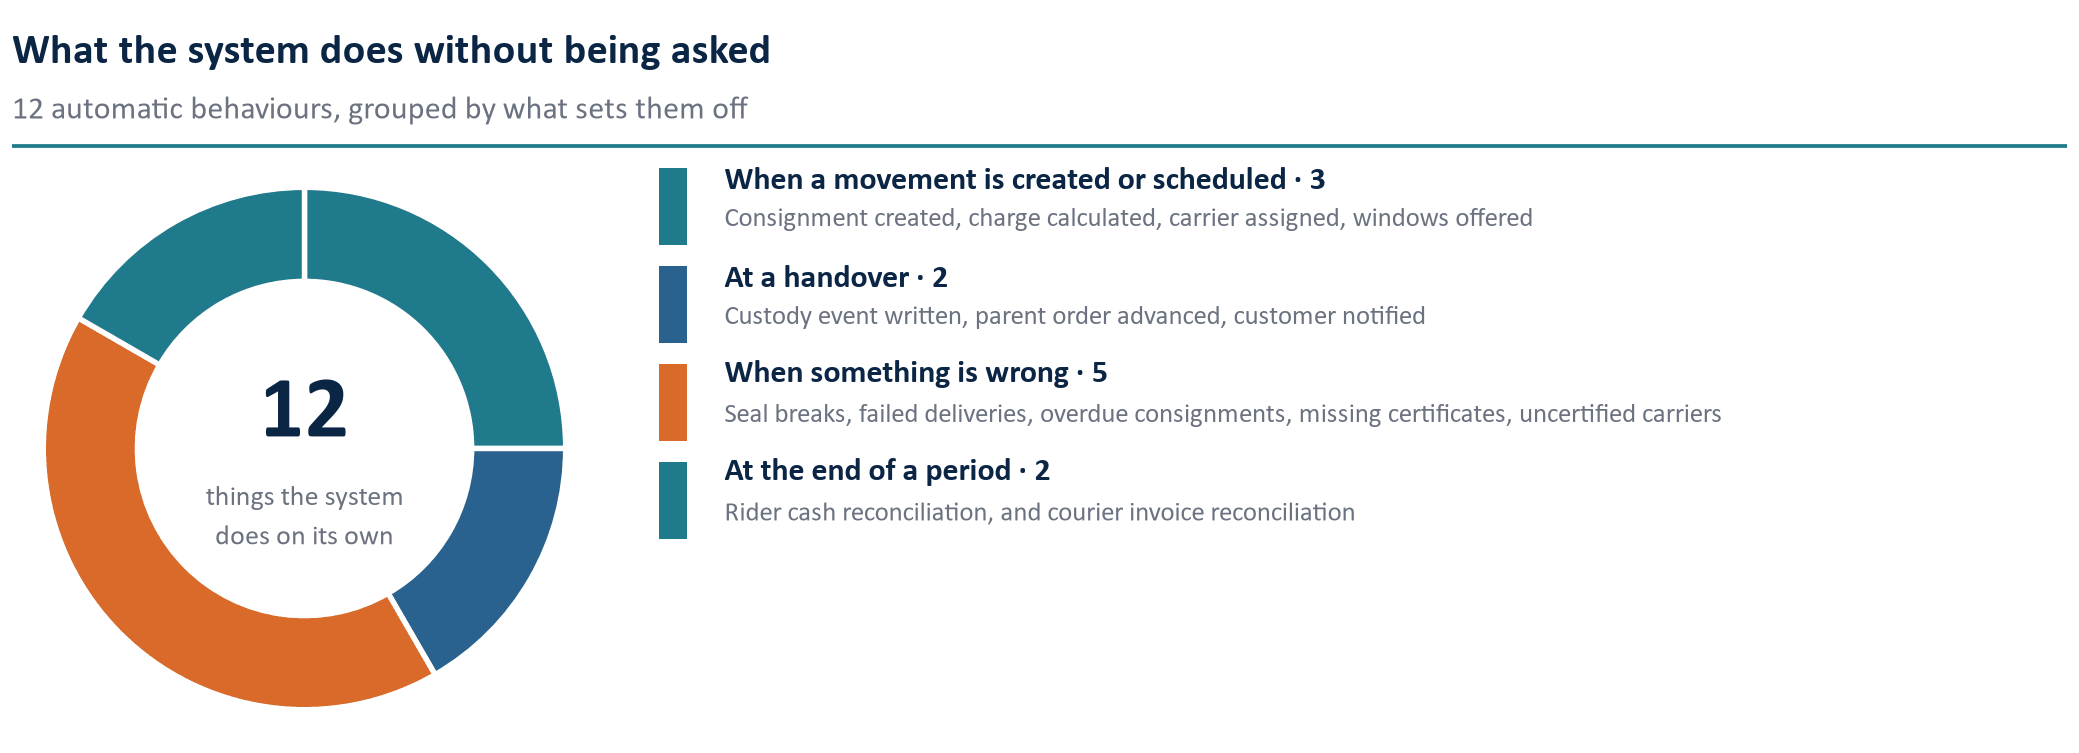 What the system does without being asked
12 automatic behaviours, grouped by what sets them off
When a movement is created or scheduled · 3
Consignment created, charge calculated, carrier assigned, windows offered
At a handover · 2
Custody event written, parent order advanced, customer notified
When something is wrong · 5
Seal breaks, failed deliveries, overdue consignments, missing certificates, uncertified carriers
At the end of a period · 2
Rider cash reconciliation, and courier invoice reconciliation
12
things the system
does on its own